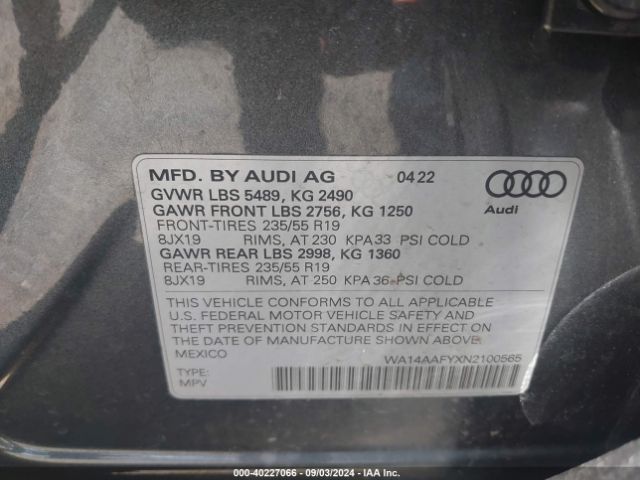 MFD. BY AUDI AG 04 22
GVWR LBS 5489, KG 2490
GAWR FRONT LBS 2756, KG 1250
FRONT-TIRES 235/55 R19
8JX19 RIMS, AT 230 KPA 33 PSI COLD
GAWR REAR LBS 2998, KG 1360
REAR-TIRES 235/55 R19
8JX19 RIMS, AT 250 KPA 36 PSI COLD
Audi
THIS VEHICLE CONFORMS TO ALL APPLICABLE
U.S. FEDERAL MOTOR VEHICLE SAFETY AND
THEFT PREVENTION STANDARDS IN EFFECT ON
THE DATE OF MANUFACTURE SHOWN ABOVE.
MEXICO WA14AAFYXN2100565
TYPE:
MPV
000-40227066 - 09/03/2024 - IAA Inc.